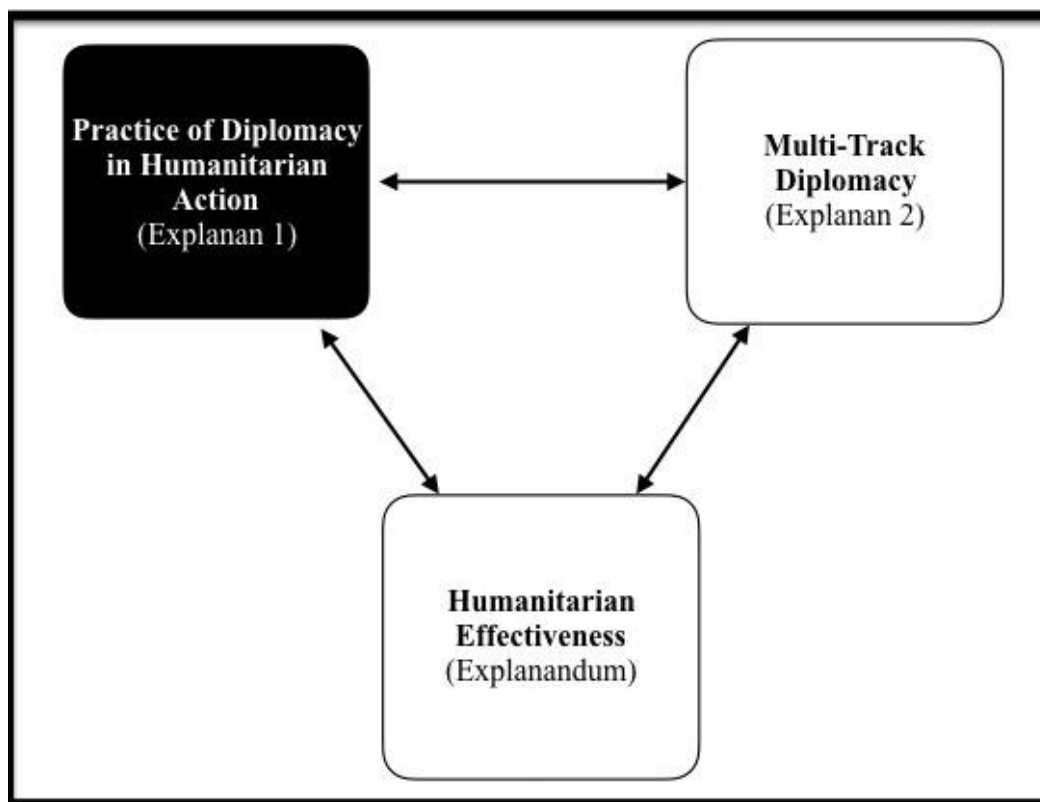 Practice of Diplomacy
in Humanitarian
Action
(Explanan 1)
Multi-Track
Diplomacy
(Explanan 2)
Humanitarian
Effectiveness
(Explanandum)